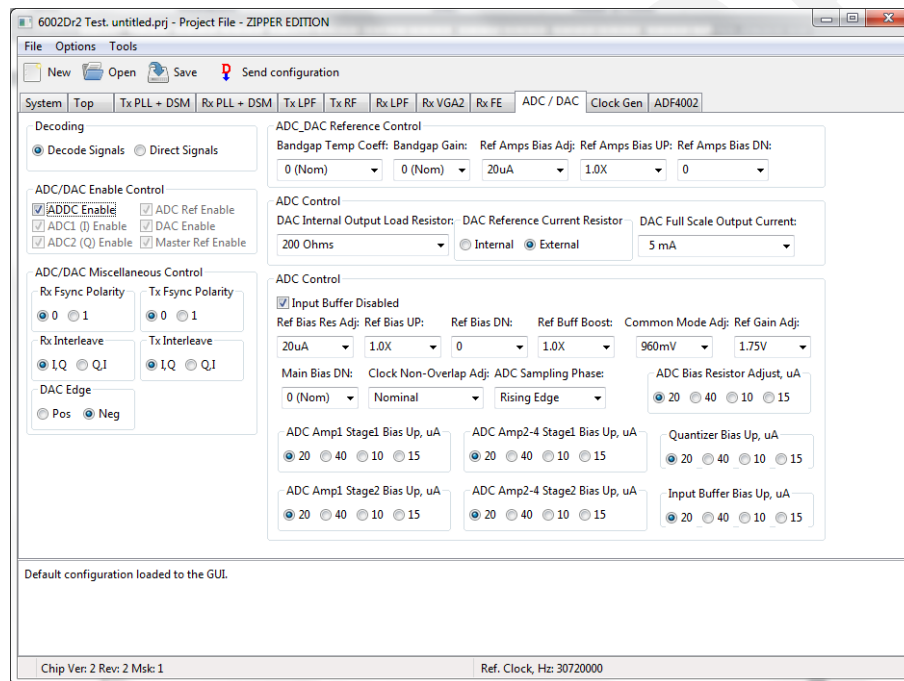 6002Dr2 Test. untitled.prj - Project File - ZIPPER EDITION
File Options Tools
New Open Save Send configuration
System Top Tx PLL + DSM Rx PLL + DSM Tx LPF Tx RF Rx LPF Rx VGA2 Rx FE ADC / DAC Clock Gen ADF4002
Decoding
Decode Signals Direct Signals
ADC/DAC Enable Control
ADDC Enable ADC Ref Enable
ADC1 (I) Enable DAC Enable
ADC2 (Q) Enable Master Ref Enable
ADC/DAC Miscellaneous Control
Rx Fsync Polarity Tx Fsync Polarity
0 1 0 1
Rx Interleave Tx Interleave
I,Q Q,I I,Q Q,I
DAC Edge
Pos Neg
ADC_DAC Reference Control
Bandgap Temp Coeff: Bandgap Gain: Ref Amps Bias Adj: Ref Amps Bias UP: Ref Amps Bias DN:
0 (Nom) 0 (Nom) 20uA 1.0X 0
ADC Control
DAC Internal Output Load Resistor: DAC Reference Current Resistor DAC Full Scale Output Current:
200 Ohms Internal External 5 mA
ADC Control
Input Buffer Disabled
Ref Bias Res Adj: Ref Bias UP: Ref Bias DN: Ref Buff Boost: Common Mode Adj: Ref Gain Adj:
20uA 1.0X 0 1.0X 960mV 1.75V
Main Bias DN: Clock Non-Overlap Adj: ADC Sampling Phase: ADC Bias Resistor Adjust, uA
0 (Nom) Nominal Rising Edge 20 40 10 15
ADC Amp1 Stage1 Bias Up, uA ADC Amp2-4 Stage1 Bias Up, uA Quantizer Bias Up, uA
20 40 10 15 20 40 10 15 20 40 10 15
ADC Amp1 Stage2 Bias Up, uA ADC Amp2-4 Stage2 Bias Up, uA Input Buffer Bias Up, uA
20 40 10 15 20 40 10 15 20 40 10 15
Default configuration loaded to the GUI.
Chip Ver: 2 Rev: 2 Msk: 1 Ref. Clock, Hz: 30720000